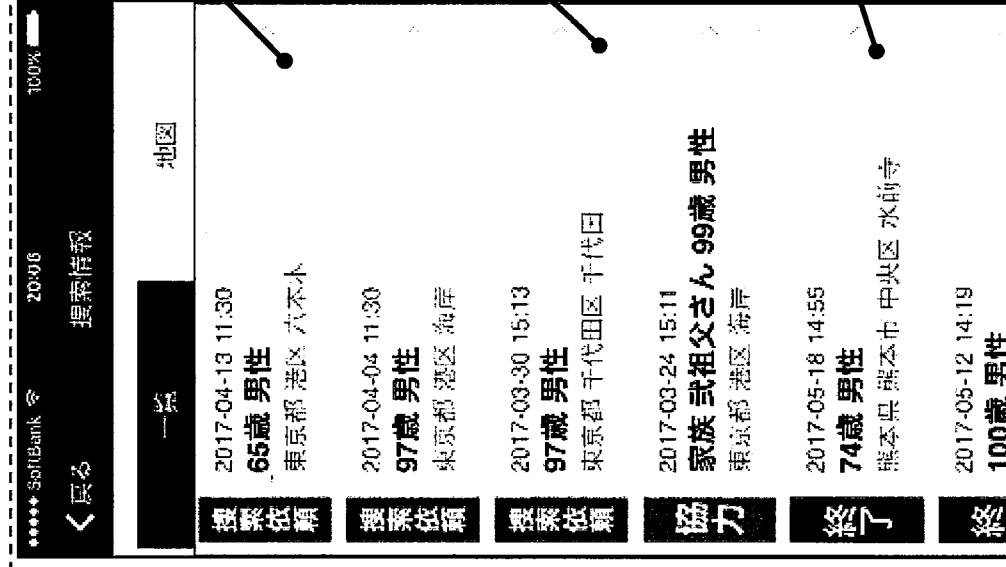 ●●●●● SoftBank 20:06 100%
く戻る 捜索情報
一覧 地図
捜索依頼
2017-04-13 11:30
65歳 男性
東京都 港区 六本木
捜索依頼
2017-04-04 11:30
97歳 男性
東京都 港区 海岸
捜索依頼
2017-03-30 15:13
97歳 男性
東京都 千代田区 千代田
協力
2017-03-24 15:11
家族 弐祖父さん 99歳 男性
東京都 港区 海岸
終了
2017-05-18 14:55
74歳 男性
熊本県 熊本市 中央区 水前寺
終
2017-05-12 14:19
100歳 男性